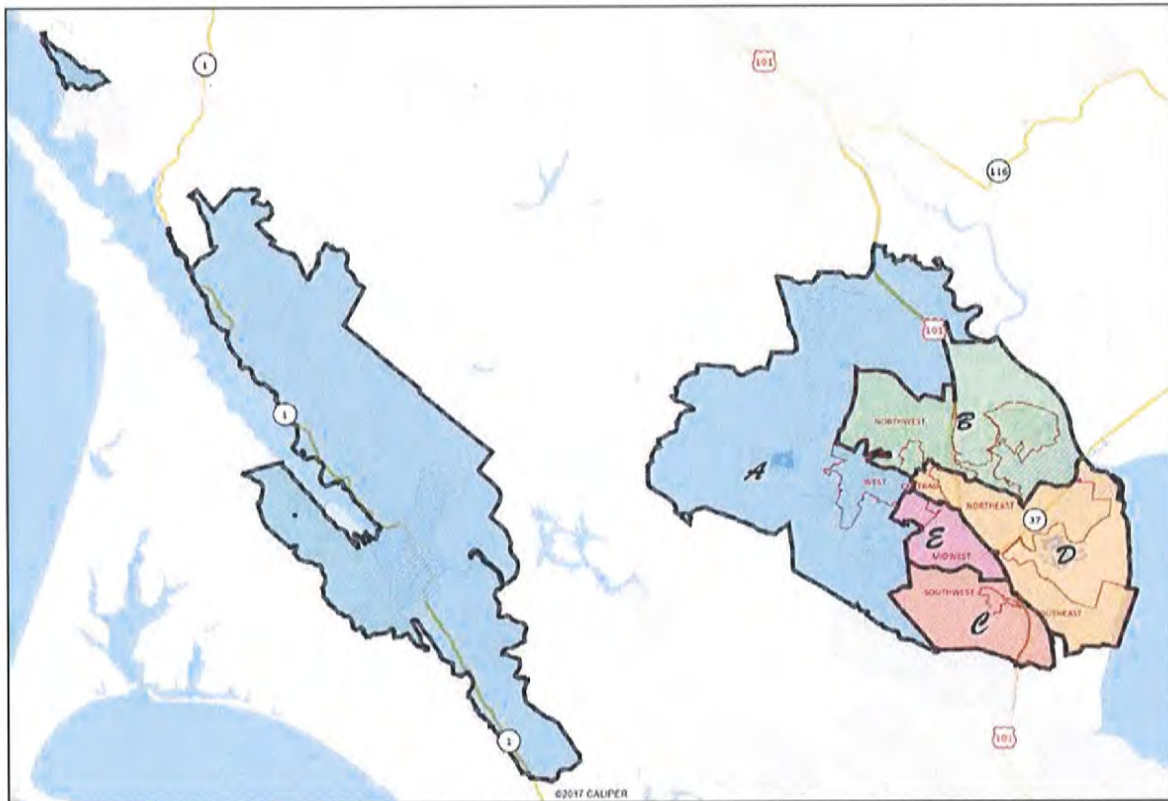 1
101
116
101
NORTHWEST
B
A
WEST
CENTRAL
NORTHEAST
37
E
D
MIDWEST
SOUTHWEST
SOUTHEAST
C
1
1
101
©2017 CALIPER